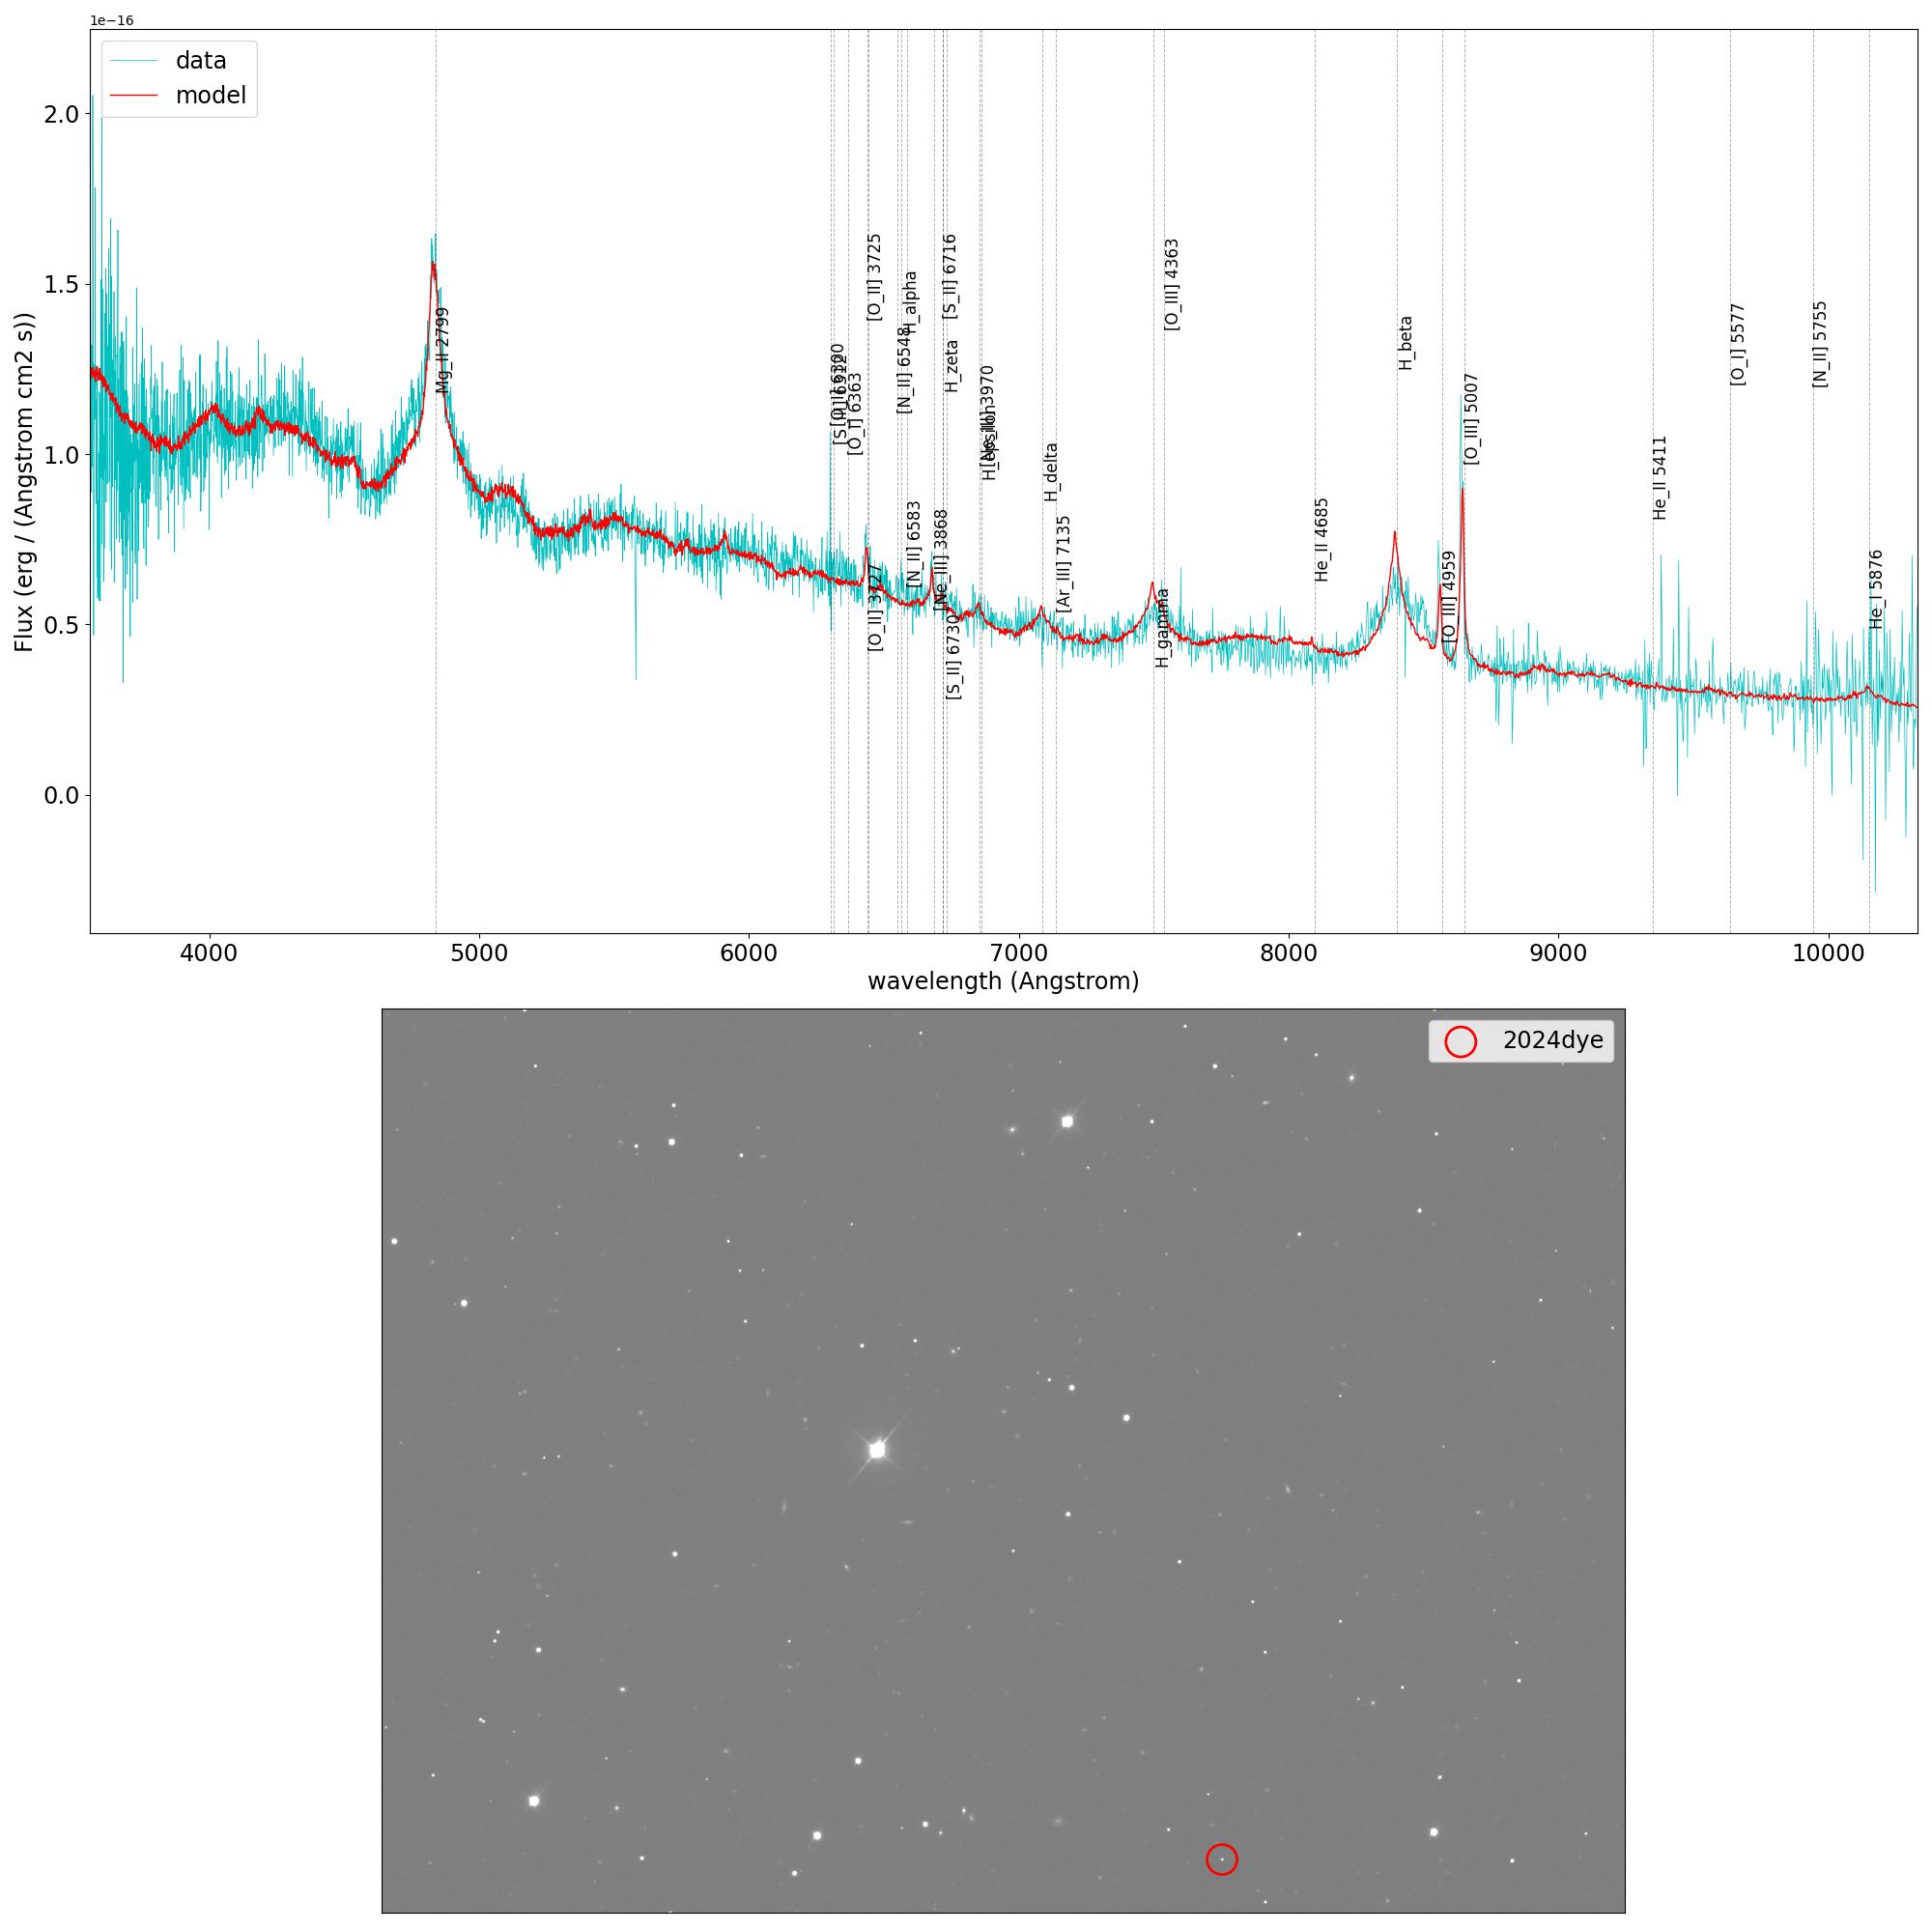 1e−16
data
model
2.0
1.5
1.0
0.5
0.0
Flux (erg / (Angstrom cm2 s))
Mg_II 2799
[O_I] 6363
[O_II] 3725
[O_II] 3727
[N_II] 6548
H_alpha
[N_II] 6583
[Ne_III] 3868
[S_II] 6716
H_zeta
[S_II] 6730
H_epsilon
H_delta
[Ar_III] 7135
H_gamma
[O_III] 4363
He_II 4685
H_beta
[O_III] 4959
[O_III] 5007
He_II 5411
[O_I] 5577
[N_II] 5755
He_I 5876
4000
5000
6000
7000
8000
9000
10000
wavelength (Angstrom)
2024dye